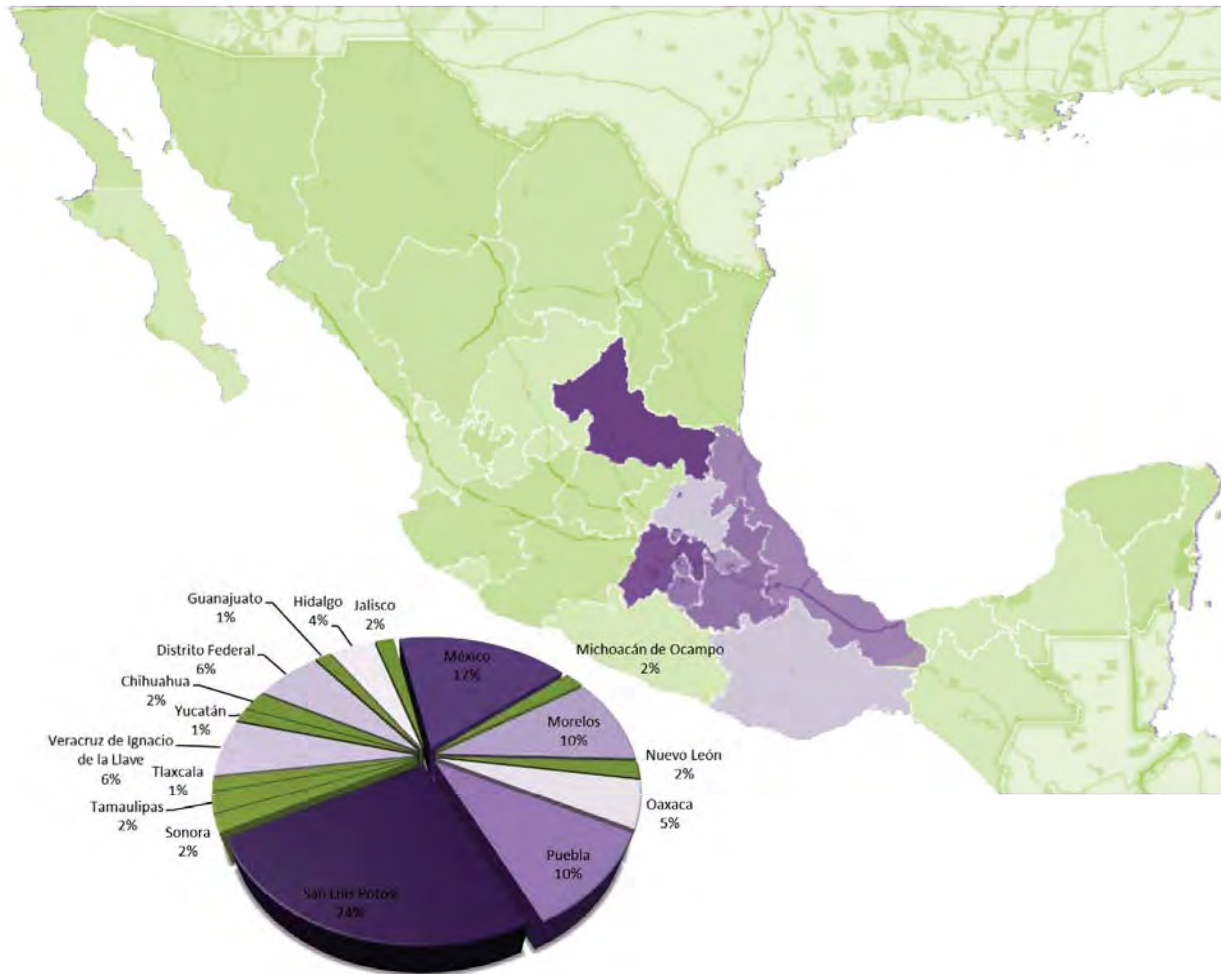 Guanajuato
1%
Hidalgo
4%
Jalisco
2%
México
17%
Michoacán de Ocampo
2%
Distrito Federal
6%
Chihuahua
2%
Yucatán
1%
Veracruz de Ignacio
de la Llave
6%
Tlaxcala
1%
Tamaulipas
2%
Sonora
2%
Morelos
10%
Nuevo León
2%
Oaxaca
5%
Puebla
10%
San Luis Potosí
24%